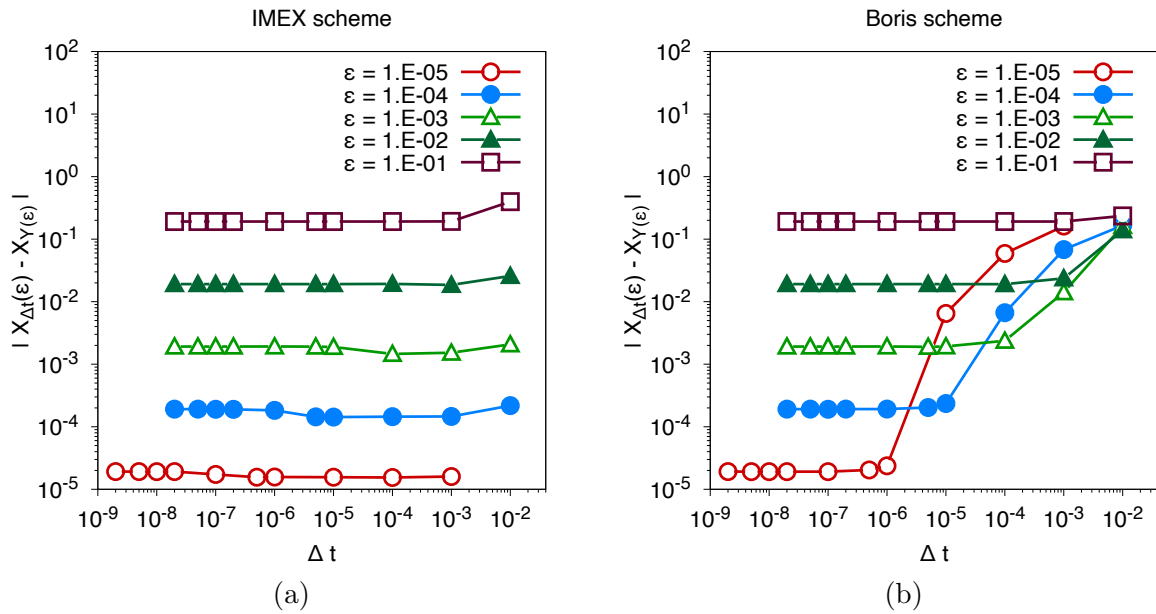 IMEX scheme
| X_Δt(ε) - X_Y(ε) |
10^2
10^1
10^0
10^-1
10^-2
10^-3
10^-4
10^-5
ε = 1.E-05
ε = 1.E-04
ε = 1.E-03
ε = 1.E-02
ε = 1.E-01
10^-9 10^-8 10^-7 10^-6 10^-5 10^-4 10^-3 10^-2
Δ t
(a)
Boris scheme
| X_Δt(ε) - X_Y(ε) |
10^2
10^1
10^0
10^-1
10^-2
10^-3
10^-4
10^-5
ε = 1.E-05
ε = 1.E-04
ε = 1.E-03
ε = 1.E-02
ε = 1.E-01
10^-9 10^-8 10^-7 10^-6 10^-5 10^-4 10^-3 10^-2
Δ t
(b)